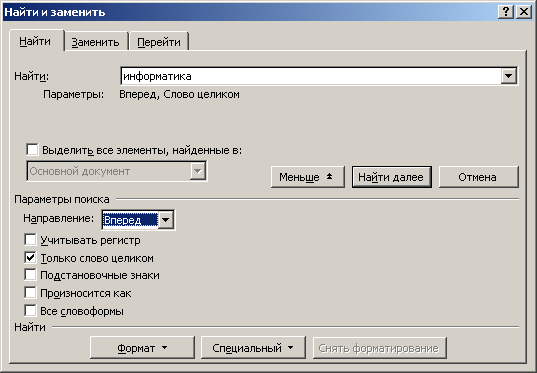 Найти и заменить
Найти Заменить Перейти
Найти: информатика
Параметры: Вперед, Слово целиком
Выделить все элементы, найденные в:
Основной документ
Меньше Найти далее Отмена
Параметры поиска
Направление: Вперед
Учитывать регистр
Только слово целиком
Подстановочные знаки
Произносится как
Все словоформы
Найти
Формат Специальный Снять форматирование